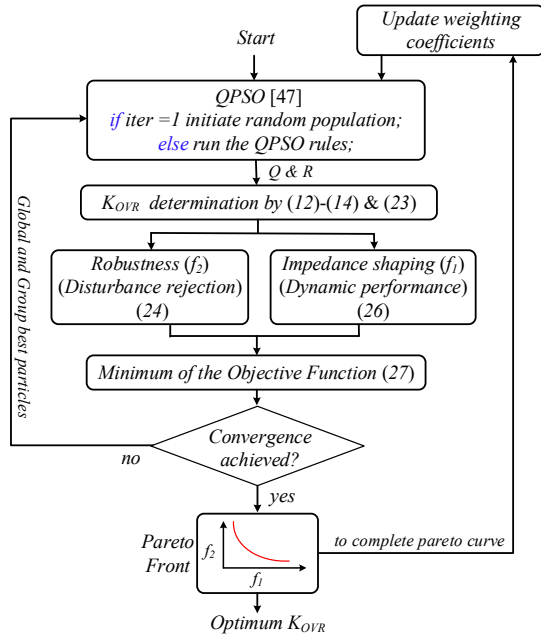 Start
Update weighting
coefficients
QPSO [47]
if iter =1 initiate random population;
else run the QPSO rules;
Q & R
K_OVR determination by (12)-(14) & (23)
Robustness (f₂)
(Disturbance rejection)
(24)
Impedance shaping (f₁)
(Dynamic performance)
(26)
Global and Group best particles
Minimum of the Objective Function (27)
Convergence
achieved?
no
yes
Pareto
Front
f₂
f₁
to complete pareto curve
Optimum K_OVR